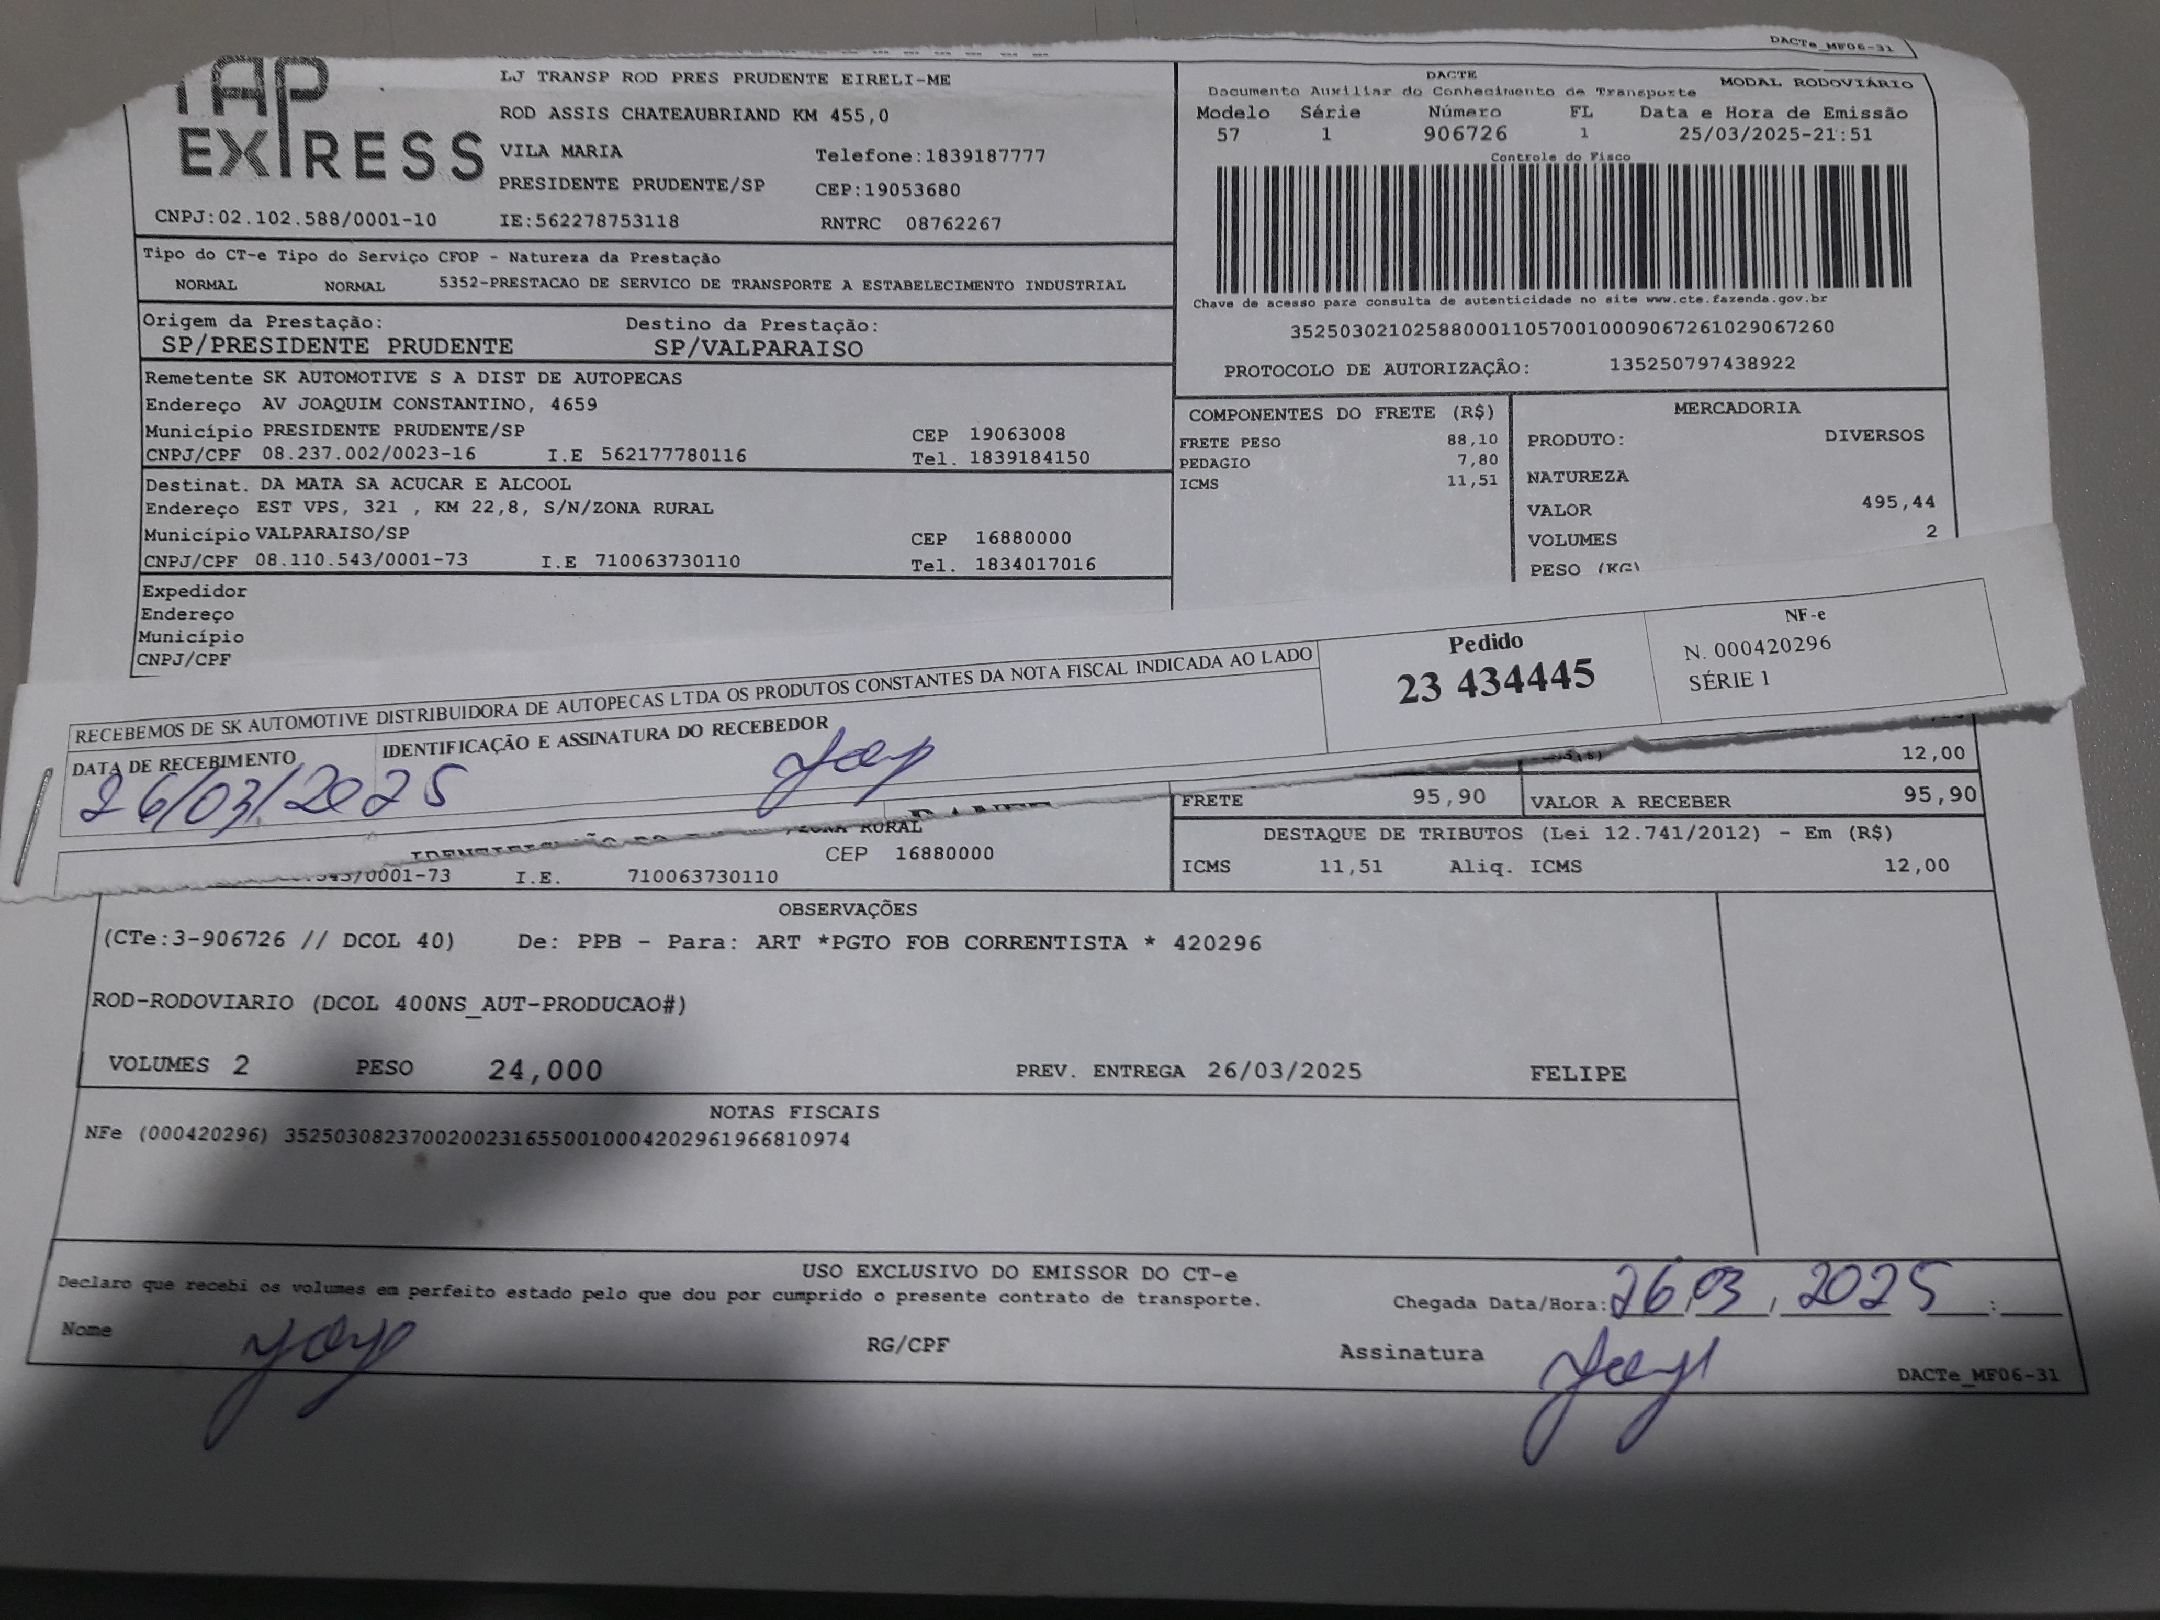 DACTe_MF06-31
TAP
EXPRESS
LJ TRANSP ROD PRES PRUDENTE EIRELI-ME
ROD ASSIS CHATEAUBRIAND KM 455,0
VILA MARIA Telefone:1839187777
PRESIDENTE PRUDENTE/SP CEP:19053680
CNPJ:02.102.588/0001-10 IE:562278753118 RNTRC 08762267
DACTE MODAL RODOVIÁRIO
Documento Auxiliar do Conhecimento de Transporte
Modelo Série Número FL Data e Hora de Emissão
57 1 906726 1 25/03/2025-21:51
Controle do Fisco
Chave de acesso para consulta de autenticidade no site www.cte.fazenda.gov.br
35250302102588000110570010009067261029067260
PROTOCOLO DE AUTORIZAÇÃO: 135250797438922
Tipo do CT-e Tipo do Serviço CFOP - Natureza da Prestação
NORMAL NORMAL 5352-PRESTACAO DE SERVICO DE TRANSPORTE A ESTABELECIMENTO INDUSTRIAL
Origem da Prestação: Destino da Prestação:
SP/PRESIDENTE PRUDENTE SP/VALPARAISO
Remetente SK AUTOMOTIVE S A DIST DE AUTOPECAS
Endereço AV JOAQUIM CONSTANTINO, 4659
Município PRESIDENTE PRUDENTE/SP CEP 19063008
CNPJ/CPF 08.237.002/0023-16 I.E 562177780116 Tel. 1839184150
Destinat. DA MATA SA ACUCAR E ALCOOL
Endereço EST VPS, 321 , KM 22,8, S/N/ZONA RURAL
Município VALPARAISO/SP CEP 16880000
CNPJ/CPF 08.110.543/0001-73 I.E 710063730110 Tel. 1834017016
Expedidor
Endereço
Município
CNPJ/CPF
COMPONENTES DO FRETE (R$)
FRETE PESO 88,10
PEDAGIO 7,80
ICMS 11,51
MERCADORIA
PRODUTO: DIVERSOS
NATUREZA
VALOR 495,44
VOLUMES 2
PESO (KG)
RECEBEMOS DE SK AUTOMOTIVE DISTRIBUIDORA DE AUTOPECAS LTDA OS PRODUTOS CONSTANTES DA NOTA FISCAL INDICADA AO LADO
DATA DE RECEBIMENTO IDENTIFICAÇÃO E ASSINATURA DO RECEBEDOR
26/03/2025
Pedido
23 434445
NF-e
N. 000420296
SÉRIE 1
12,00
FRETE 95,90 VALOR A RECEBER 95,90
DESTAQUE DE TRIBUTOS (Lei 12.741/2012) - Em (R$)
ICMS 11,51 Aliq. ICMS 12,00
RURAL
CEP 16880000
/0001-73 I.E. 710063730110
OBSERVAÇÕES
(CTe:3-906726 // DCOL 40) De: PPB - Para: ART *PGTO FOB CORRENTISTA * 420296
ROD-RODOVIARIO (DCOL 400NS_AUT-PRODUCAO#)
VOLUMES 2 PESO 24,000 PREV. ENTREGA 26/03/2025 FELIPE
NOTAS FISCAIS
NFe (000420296) 35250308237002002316550010004202961966810974
USO EXCLUSIVO DO EMISSOR DO CT-e
Declaro que recebi os volumes em perfeito estado pelo que dou por cumprido o presente contrato de transporte.
Chegada Data/Hora: 26/03/2025 :
Nome RG/CPF Assinatura
DACTe_MF06-31